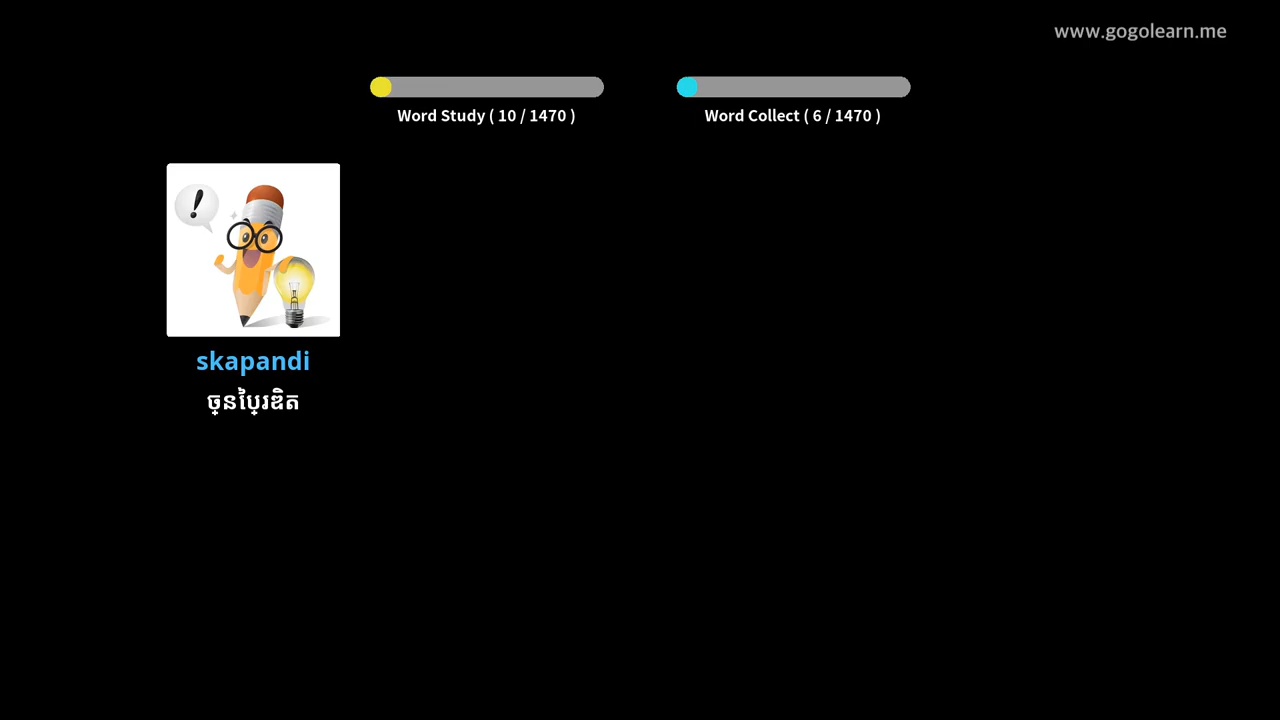 www.gogolearn.me
Word Study ( 10 / 1470 )
Word Collect ( 6 / 1470 )
!
skapandi
ច្នៃប្រឌិត